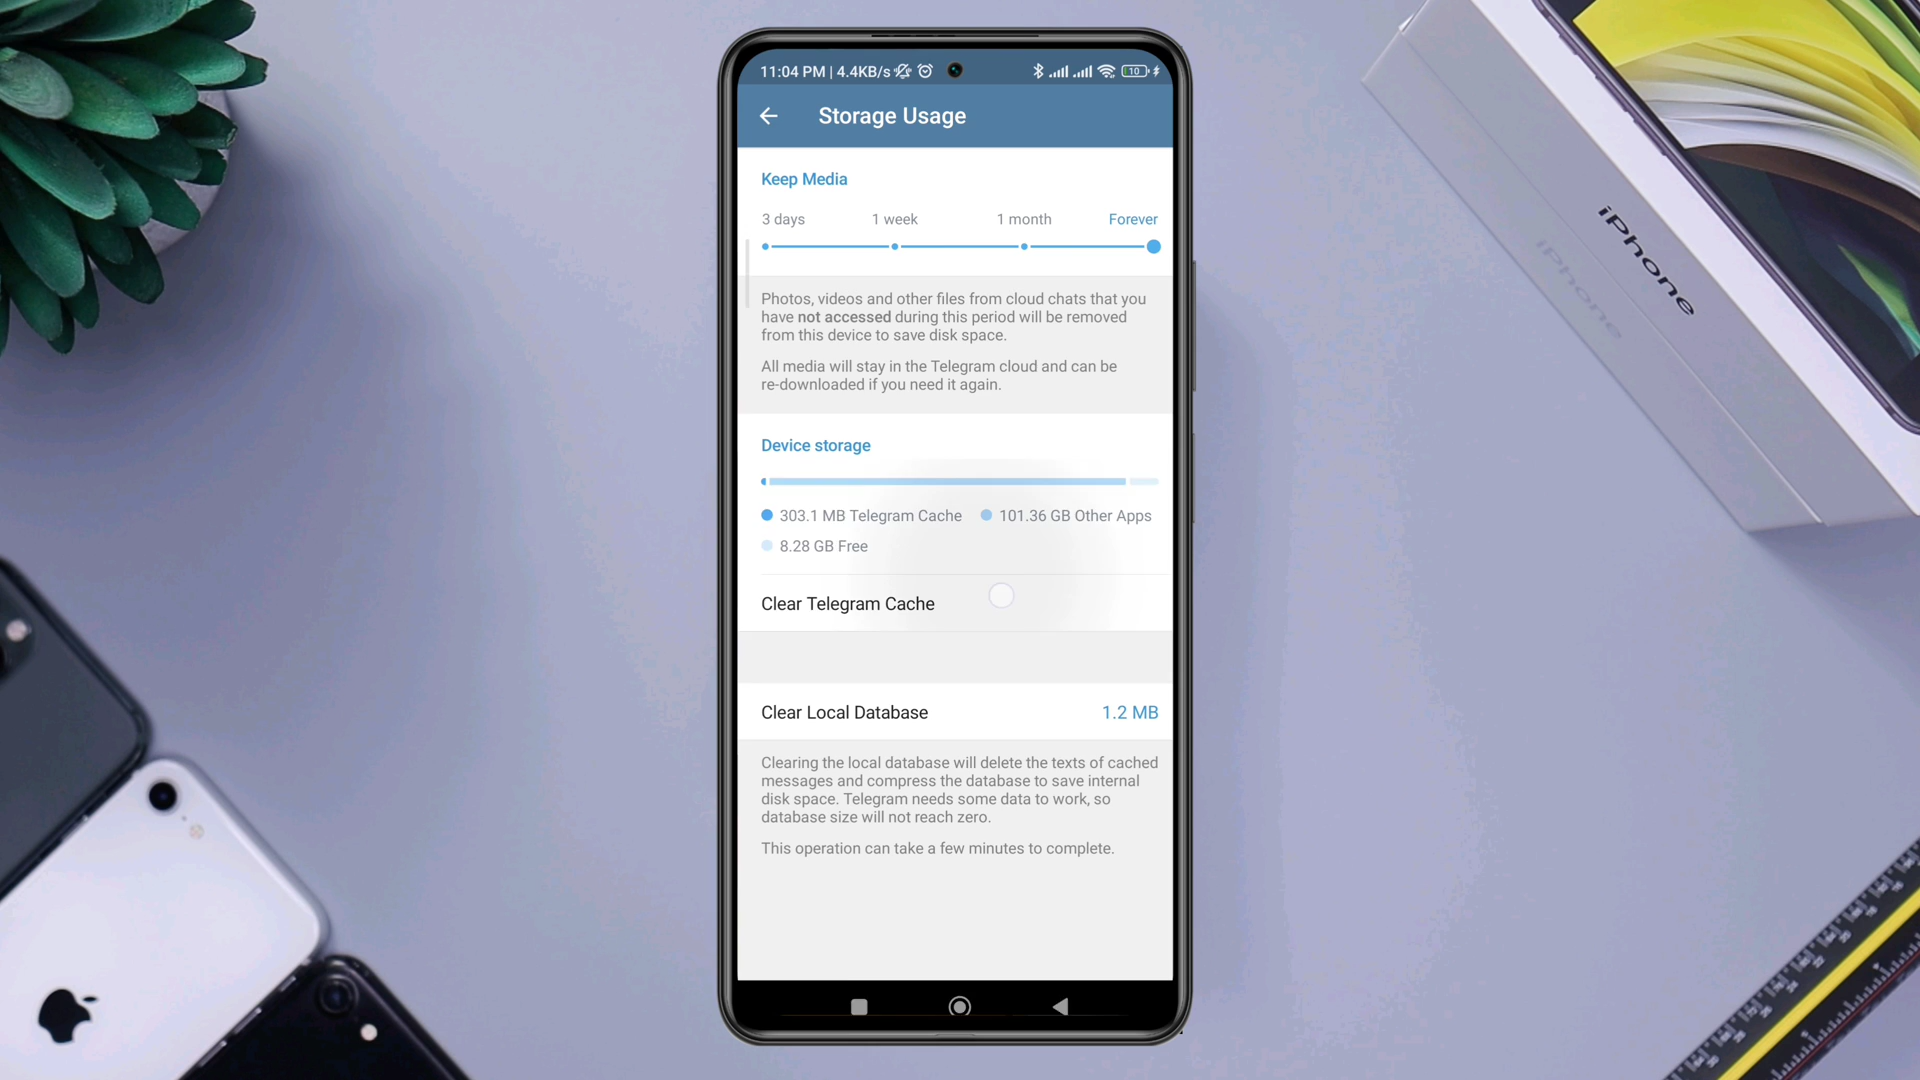 11:04 PM | 4.4KB/s
10
Storage Usage
Keep Media
3 days 1 week 1 month Forever
Photos, videos and other files from cloud chats that you
have not accessed during this period will be removed
from this device to save disk space.
All media will stay in the Telegram cloud and can be
re-downloaded if you need it again.
Device storage
303.1 MB Telegram Cache 101.36 GB Other Apps
8.28 GB Free
Clear Telegram Cache
Clear Local Database 1.2 MB
Clearing the local database will delete the texts of cached
messages and compress the database to save internal
disk space. Telegram needs some data to work, so
database size will not reach zero.
This operation can take a few minutes to complete.
iPhone
iPhone